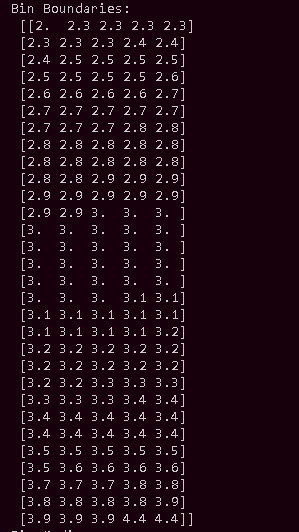 Bin Boundaries:
[[2.  2.3 2.3 2.3 2.3]
[2.3 2.3 2.3 2.4 2.4]
[2.4 2.5 2.5 2.5 2.5]
[2.5 2.5 2.5 2.5 2.6]
[2.6 2.6 2.6 2.6 2.7]
[2.7 2.7 2.7 2.7 2.7]
[2.7 2.7 2.7 2.8 2.8]
[2.8 2.8 2.8 2.8 2.8]
[2.8 2.8 2.8 2.8 2.8]
[2.8 2.8 2.9 2.9 2.9]
[2.9 2.9 2.9 2.9 2.9]
[2.9 2.9 3.  3.  3. ]
[3.  3.  3.  3.  3. ]
[3.  3.  3.  3.  3. ]
[3.  3.  3.  3.  3. ]
[3.  3.  3.  3.  3. ]
[3.  3.  3.  3.1 3.1]
[3.1 3.1 3.1 3.1 3.1]
[3.1 3.1 3.1 3.1 3.2]
[3.2 3.2 3.2 3.2 3.2]
[3.2 3.2 3.2 3.2 3.2]
[3.2 3.2 3.3 3.3 3.3]
[3.3 3.3 3.3 3.4 3.4]
[3.4 3.4 3.4 3.4 3.4]
[3.4 3.4 3.4 3.4 3.4]
[3.5 3.5 3.5 3.5 3.5]
[3.5 3.6 3.6 3.6 3.6]
[3.7 3.7 3.7 3.8 3.8]
[3.8 3.8 3.8 3.8 3.9]
[3.9 3.9 3.9 4.4 4.4]]